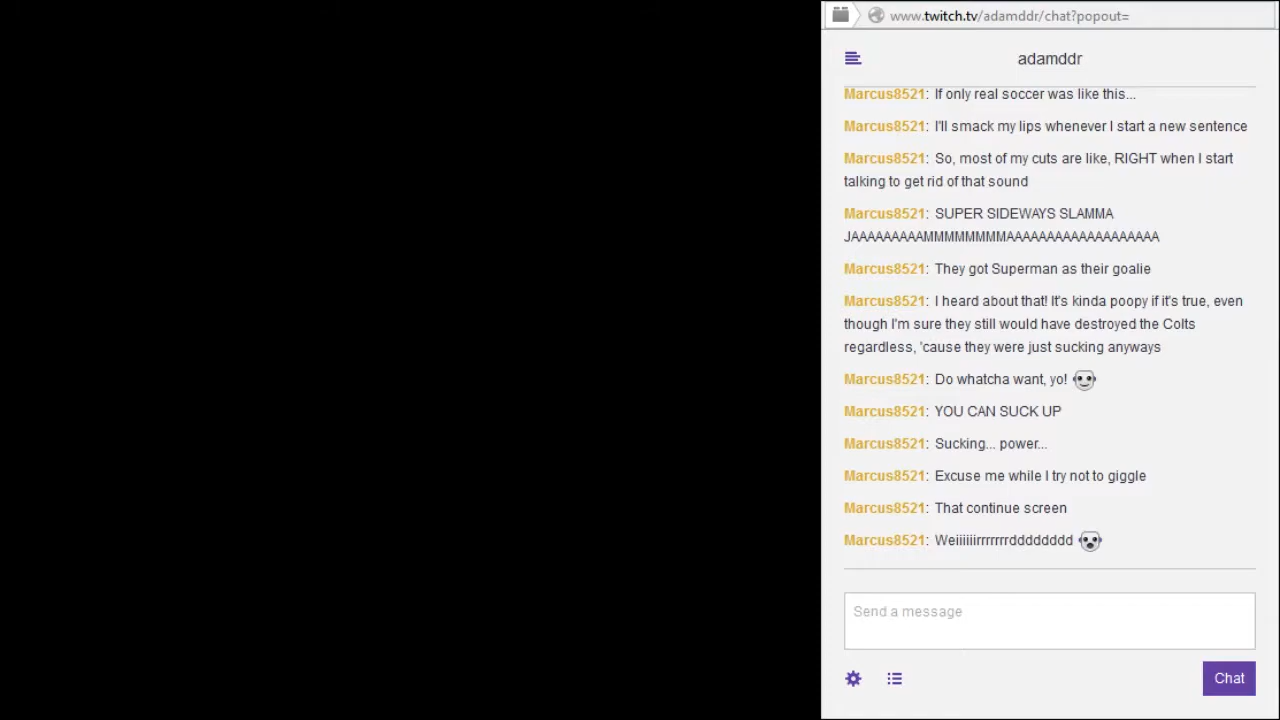 www.twitch.tv/adamddr/chat?popout=
adamddr
Marcus8521: If only real soccer was like this...
Marcus8521: I'll smack my lips whenever I start a new sentence
Marcus8521: So, most of my cuts are like, RIGHT when I start
talking to get rid of that sound
Marcus8521: SUPER SIDEWAYS SLAMMA
JAAAAAAAAAMMMMMMMMAAAAAAAAAAAAAAAAAAA
Marcus8521: They got Superman as their goalie
Marcus8521: I heard about that! It's kinda poopy if it's true, even
though I'm sure they still would have destroyed the Colts
regardless, 'cause they were just sucking anyways
Marcus8521: Do whatcha want, yo!
Marcus8521: YOU CAN SUCK UP
Marcus8521: Sucking... power...
Marcus8521: Excuse me while I try not to giggle
Marcus8521: That continue screen
Marcus8521: Weiiiiiirrrrrrrdddddddd
Send a message
Chat